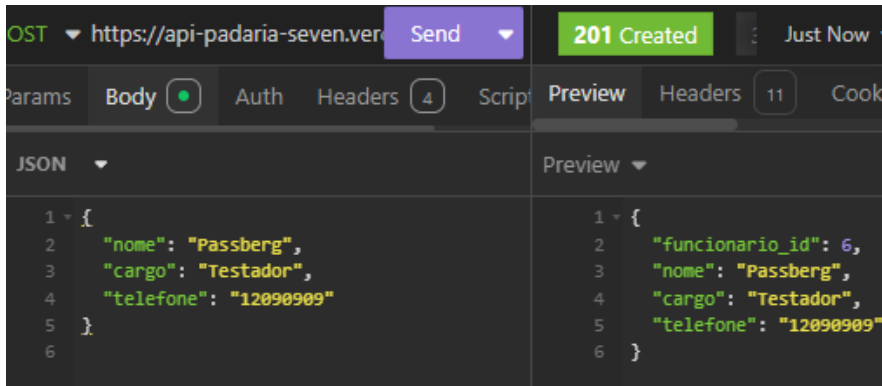 OST https://api-padaria-seven.ver Send 201 Created Just Now
Params Body Auth Headers 4 Script Preview Headers 11 Cook
JSON Preview
1 {
2 "nome": "Passberg",
3 "cargo": "Testador",
4 "telefone": "12090909"
5 }
6
1 {
2 "funcionario_id": 6,
3 "nome": "Passberg",
4 "cargo": "Testador",
5 "telefone": "12090909"
6 }